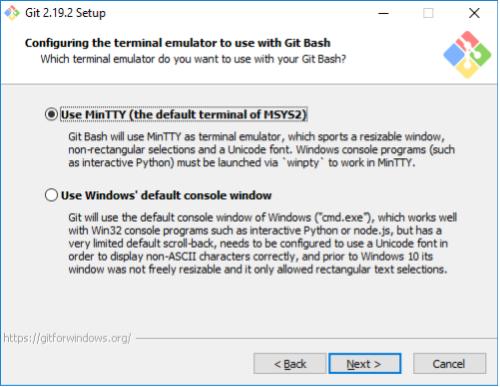 Git 2.19.2 Setup
Configuring the terminal emulator to use with Git Bash
Which terminal emulator do you want to use with your Git Bash?
Use MinTTY (the default terminal of MSYS2)
Git Bash will use MinTTY as terminal emulator, which sports a resizable window,
non-rectangular selections and a Unicode font. Windows console programs (such
as interactive Python) must be launched via `winpty` to work in MinTTY.
Use Windows' default console window
Git will use the default console window of Windows ("cmd.exe"), which works well
with Win32 console programs such as interactive Python or node.js, but has a
very limited default scroll-back, needs to be configured to use a Unicode font in
order to display non-ASCII characters correctly, and prior to Windows 10 its
window was not freely resizable and it only allowed rectangular text selections.
https://gitforwindows.org/
< Back
Next >
Cancel